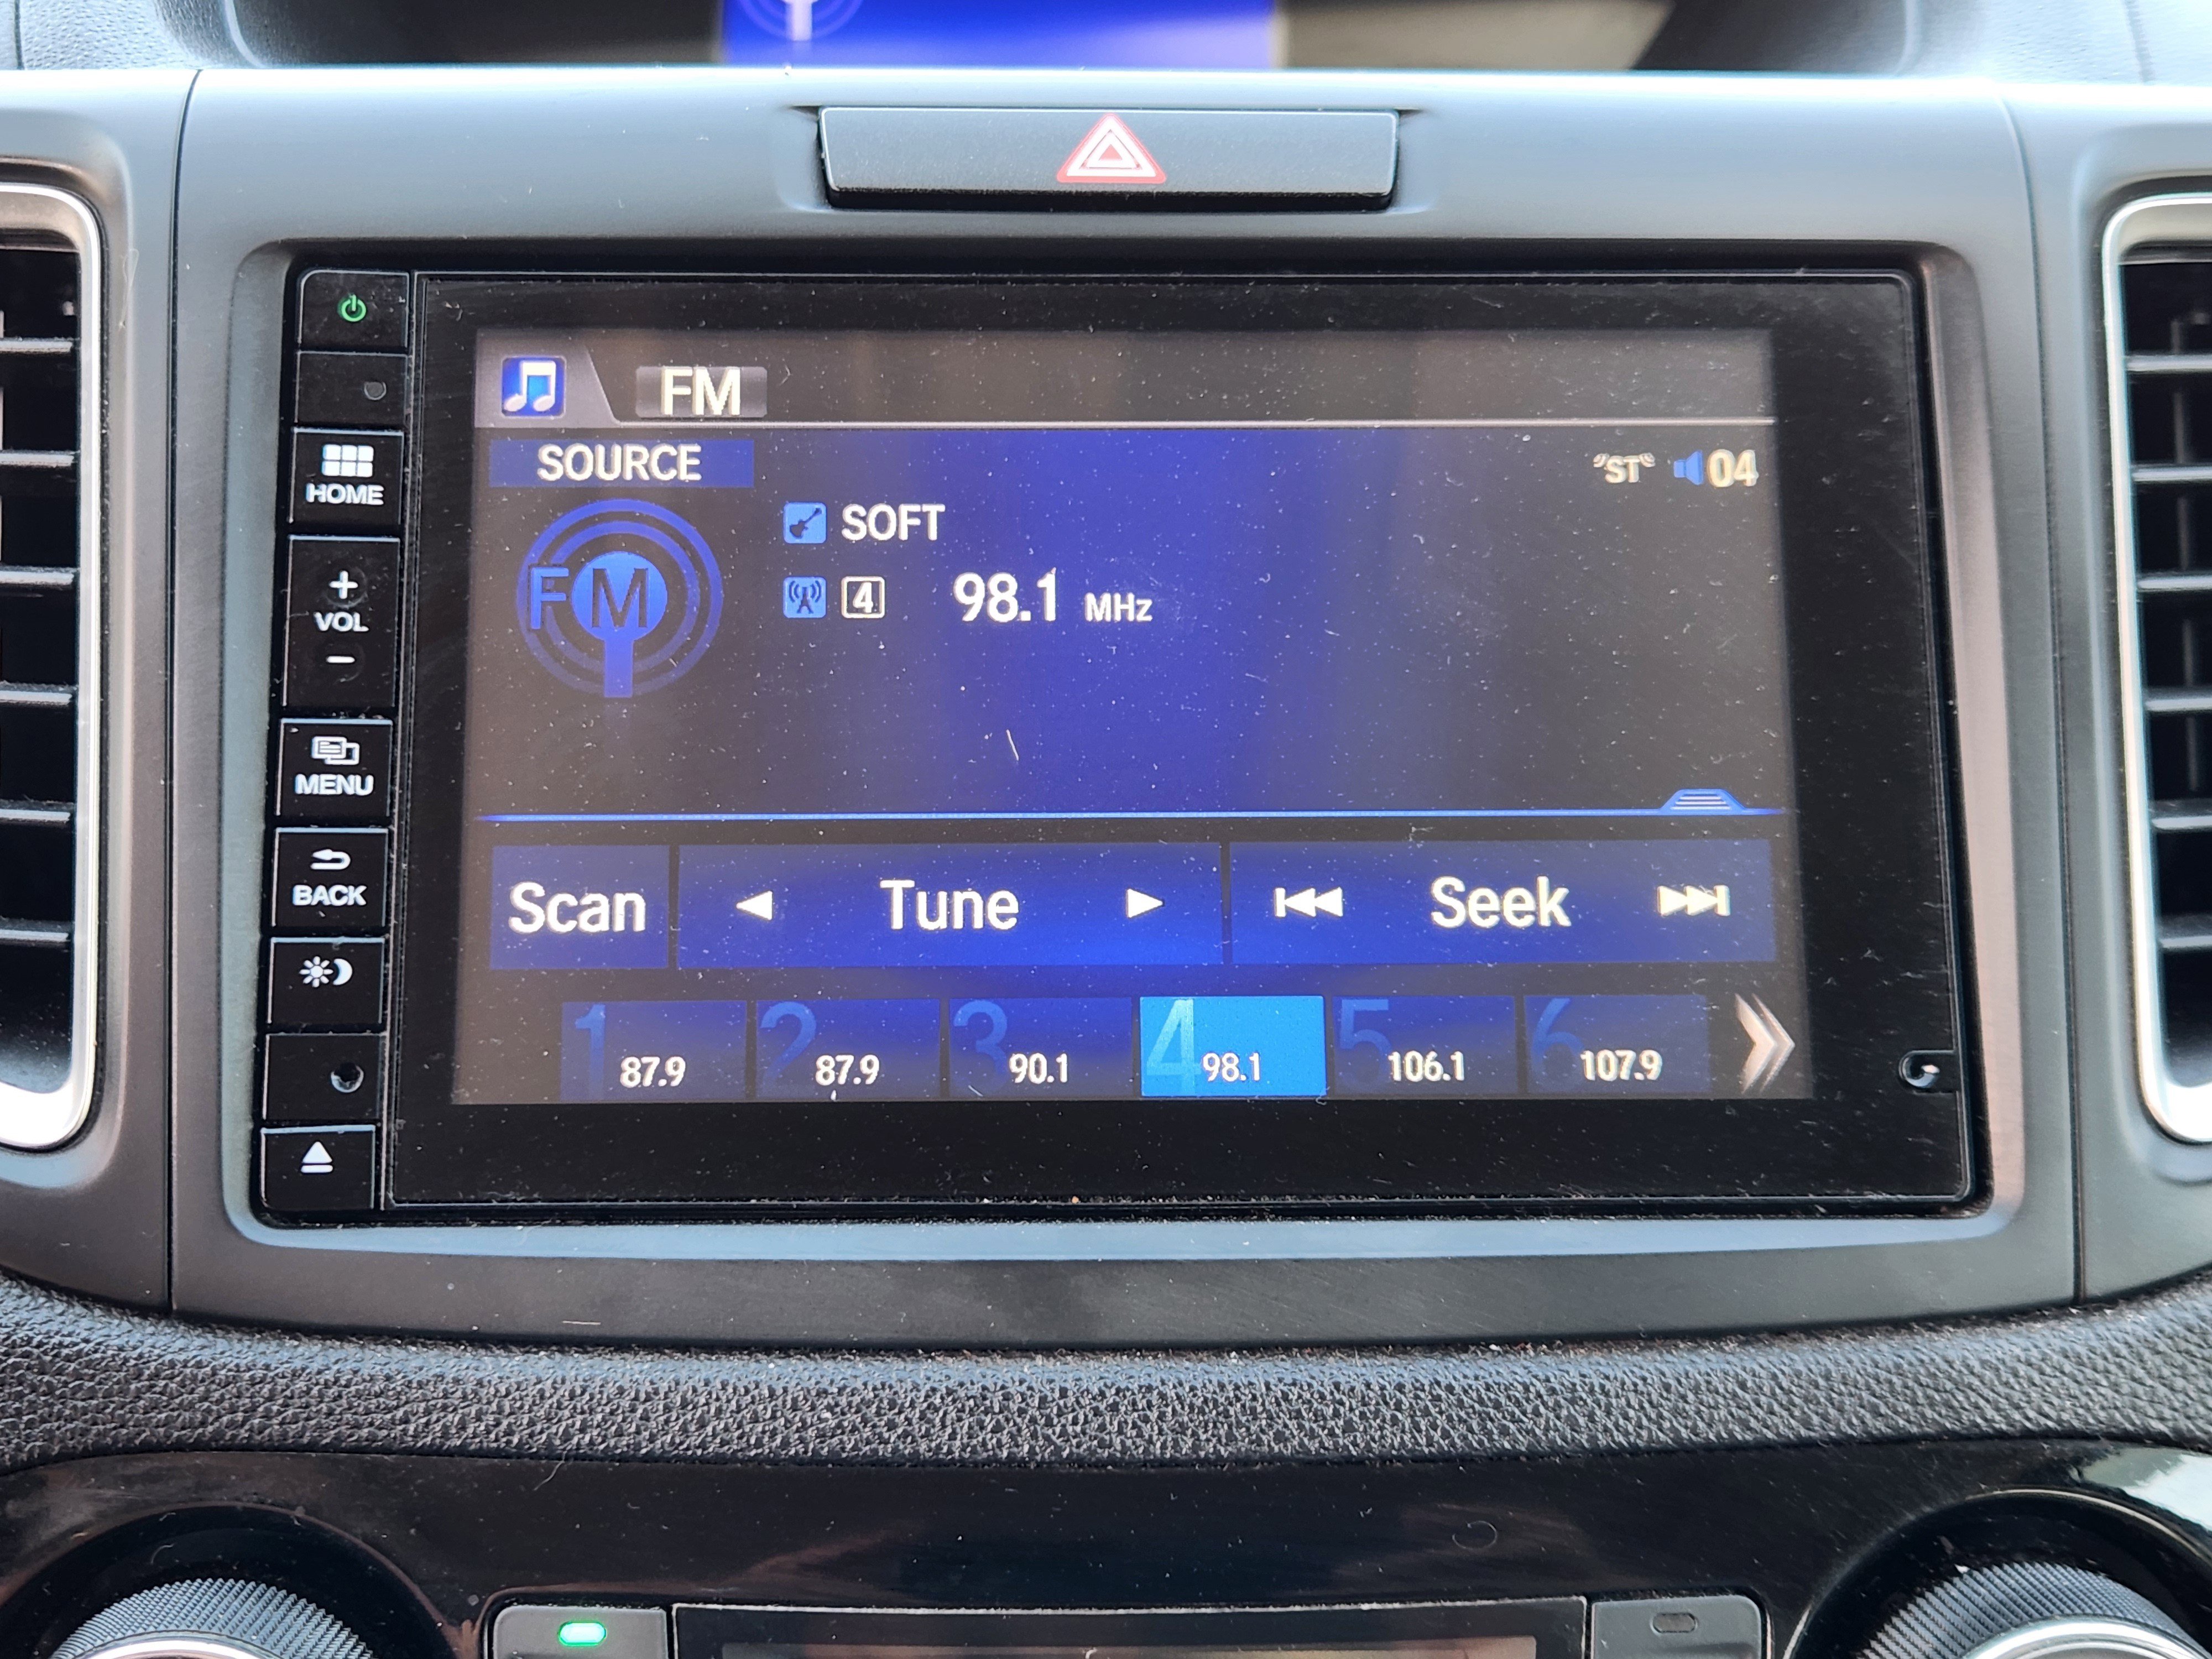 FM
SOURCE
ST 04
SOFT
FM
4 98.1 MHz
HOME
+
VOL
-
MENU
BACK
Scan Tune Seek
1 87.9 2 87.9 3 90.1 4 98.1 5 106.1 6 107.9